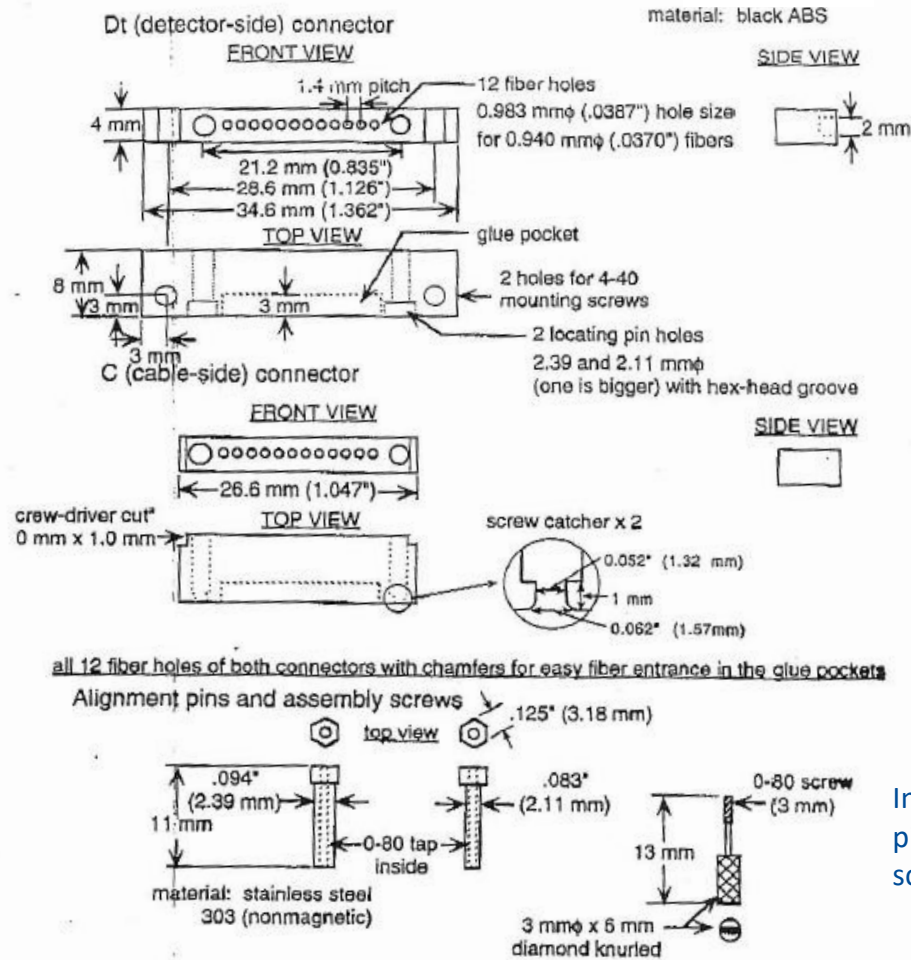 Dt (detector-side) connector
material: black ABS
FRONT VIEW
SIDE VIEW
1.4 mm pitch
12 fiber holes
4 mm
0.983 mmϕ (.0387") hole size
for 0.940 mmϕ (.0370") fibers
2 mm
21.2 mm (0.835")
28.6 mm (1.126")
34.6 mm (1.362")
TOP VIEW
glue pocket
8 mm
3 mm
3 mm
2 holes for 4-40
mounting screws
3 mm
2 locating pin holes
2.39 and 2.11 mmϕ
(one is bigger) with hex-head groove
C (cable-side) connector
FRONT VIEW
SIDE VIEW
26.6 mm (1.047")
crew-driver cut"
0 mm x 1.0 mm
TOP VIEW
screw catcher x 2
0.052" (1.32 mm)
1 mm
0.062" (1.57mm)
all 12 fiber holes of both connectors with chamfers for easy fiber entrance in the glue pockets
Alignment pins and assembly screws
top view
.125" (3.18 mm)
.094"
(2.39 mm)
.083"
(2.11 mm)
0-80 screw
(3 mm)
11 mm
0-80 tap
inside
13 mm
material: stainless steel
303 (nonmagnetic)
3 mmϕ x 6 mm
diamond knurled